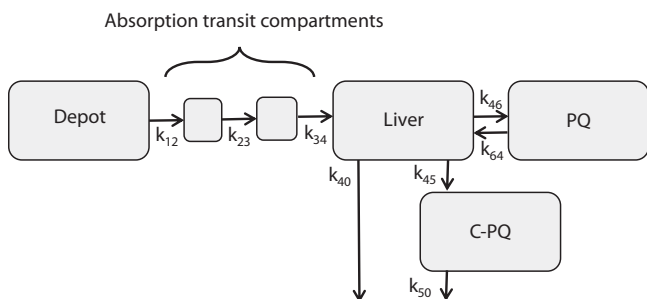 Absorption transit compartments
Depot
k12
k23
k34
Liver
k46
k64
PQ
k40
k45
C-PQ
k50